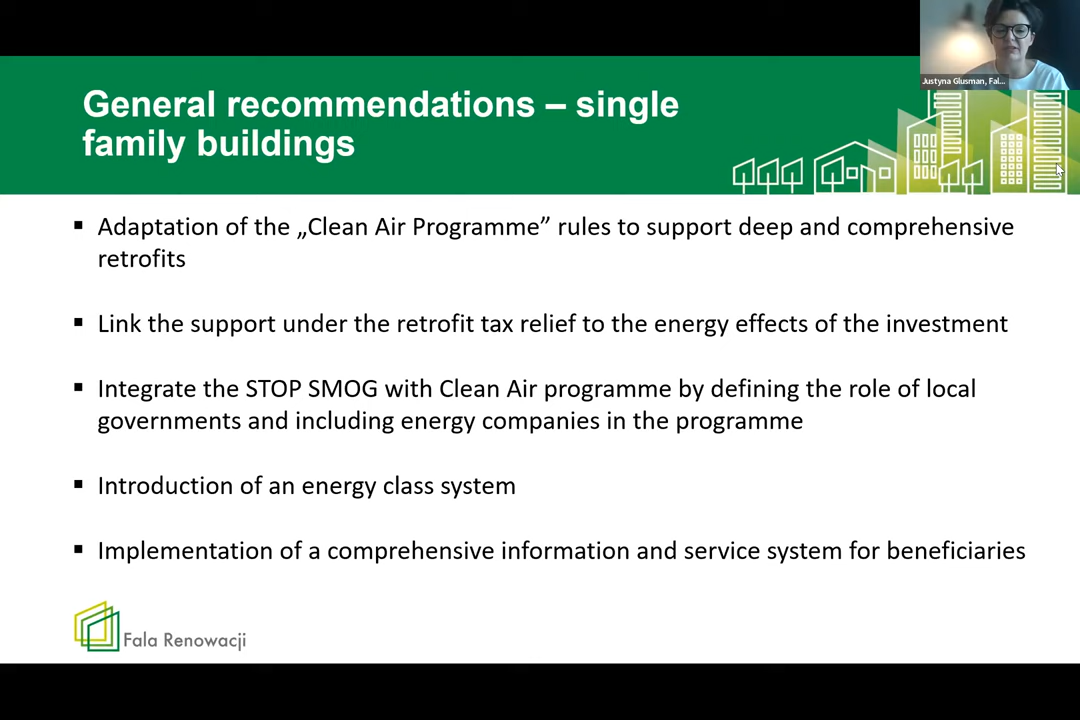 Justyna Glusman, Fal...
General recommendations – single
family buildings
▪ Adaptation of the „Clean Air Programme” rules to support deep and comprehensive
retrofits
▪ Link the support under the retrofit tax relief to the energy effects of the investment
▪ Integrate the STOP SMOG with Clean Air programme by defining the role of local
governments and including energy companies in the programme
▪ Introduction of an energy class system
▪ Implementation of a comprehensive information and service system for beneficiaries
Fala Renowacji